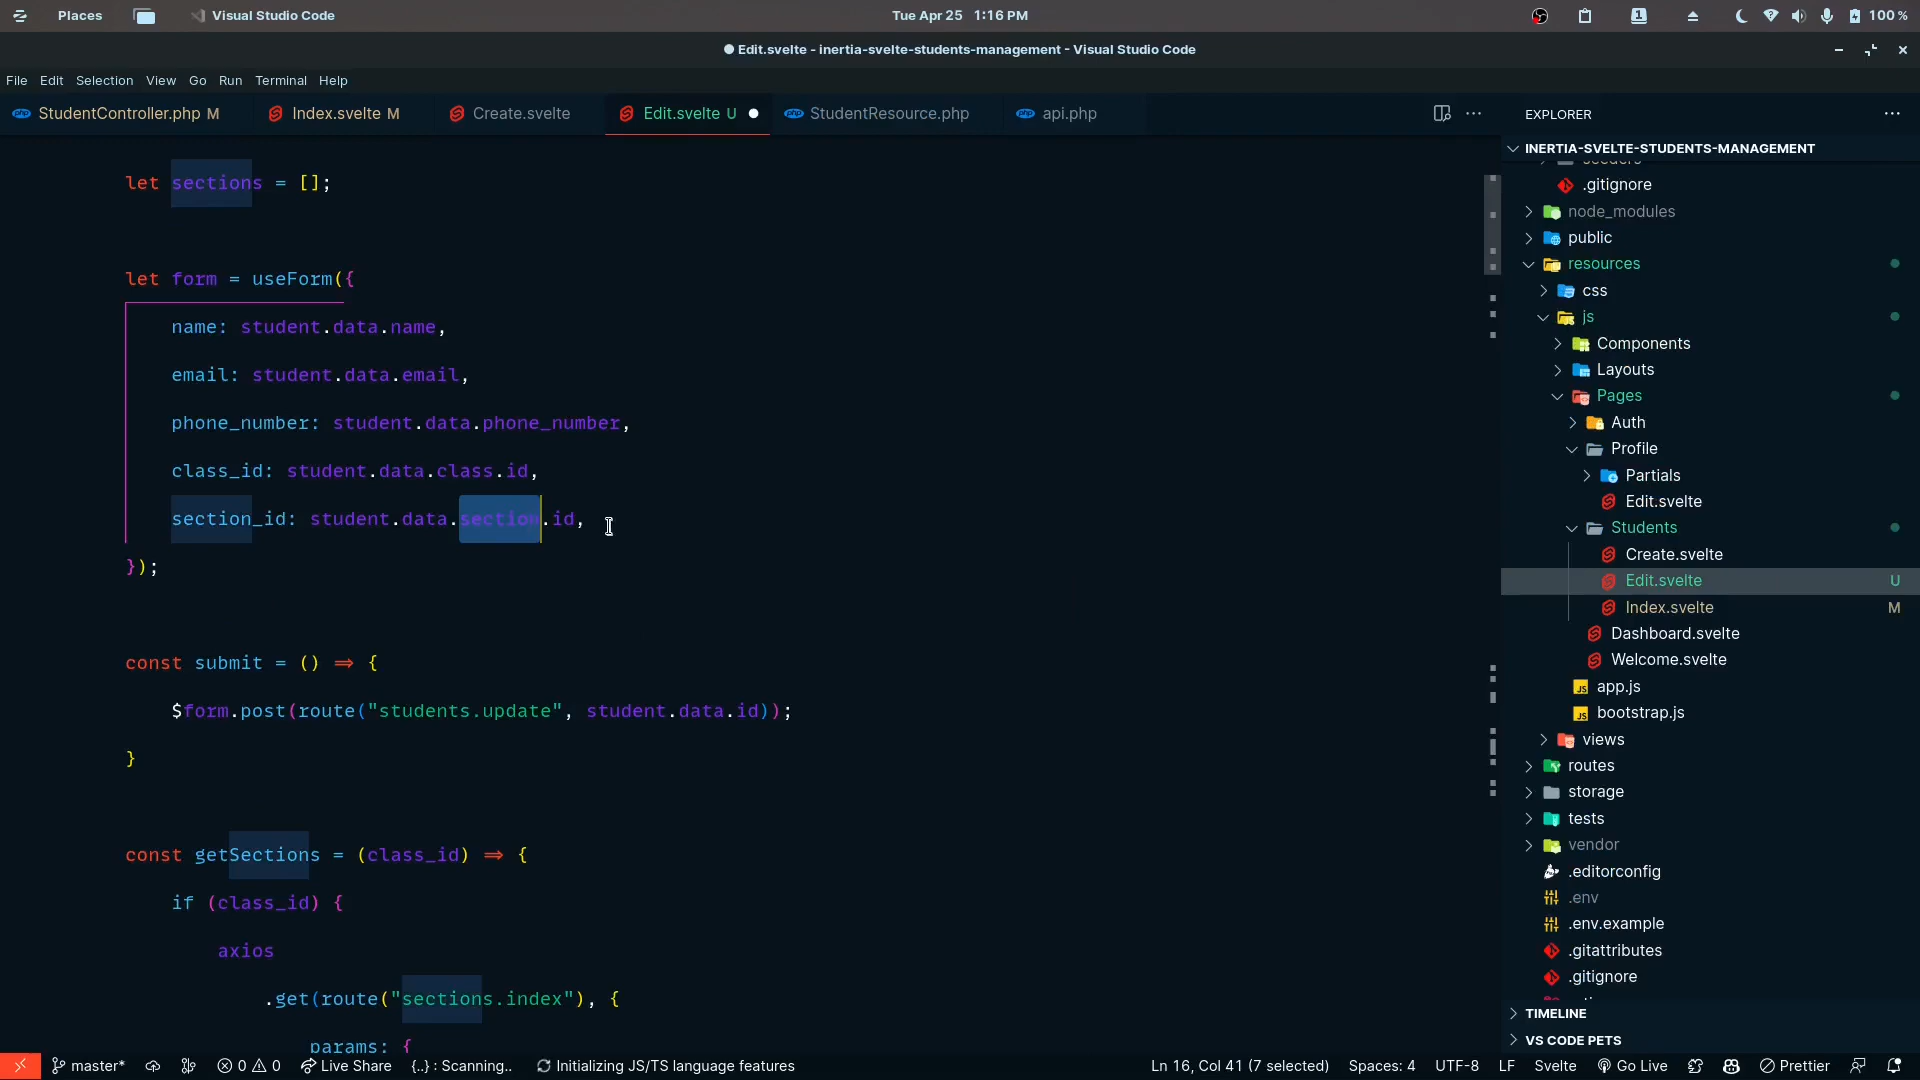 Places
Visual Studio Code
Tue Apr 25 1:16 PM
1
100 %
Edit.svelte - inertia-svelte-students-management - Visual Studio Code
File Edit Selection View Go Run Terminal Help
StudentController.php M
Index.svelte M
Create.svelte
Edit.svelte U
StudentResource.php
api.php
let sections = [];
let form = useForm({
name: student.data.name,
email: student.data.email,
phone_number: student.data.phone_number,
class_id: student.data.class.id,
section_id: student.data.section.id,
});
const submit = () => {
$form.post(route("students.update", student.data.id));
}
const getSections = (class_id) => {
if (class_id) {
axios
.get(route("sections.index"), {
params: {
EXPLORER
INERTIA-SVELTE-STUDENTS-MANAGEMENT
seeders
.gitignore
node_modules
public
resources
css
js
Components
Layouts
Pages
Auth
Profile
Partials
Edit.svelte
Students
Create.svelte
Edit.svelte U
Index.svelte M
Dashboard.svelte
Welcome.svelte
app.js
bootstrap.js
views
routes
storage
tests
vendor
.editorconfig
.env
.env.example
.gitattributes
.gitignore
TIMELINE
VS CODE PETS
master* 0 0 Live Share {..} : Scanning.. Initializing JS/TS language features Ln 16, Col 41 (7 selected) Spaces: 4 UTF-8 LF Svelte Go Live Prettier